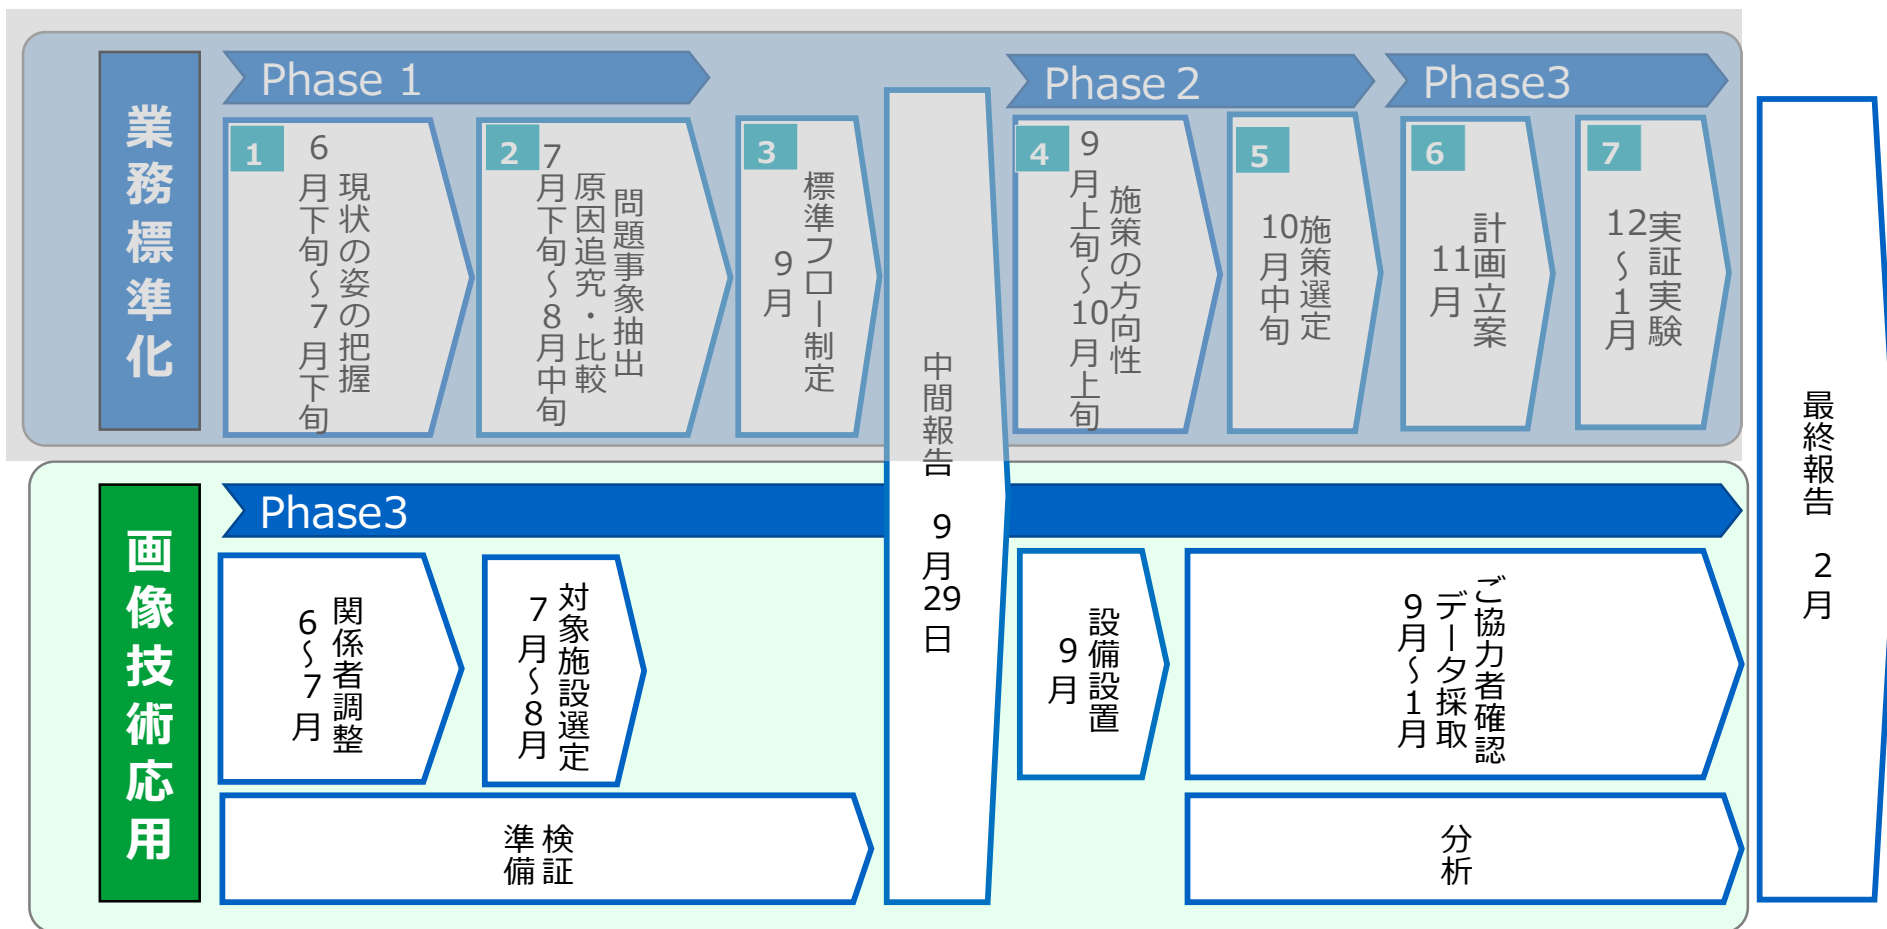 業務標準化
Phase 1
1
現状の姿の把握
6月下旬~7月下旬
2
問題事象抽出
原因追究・比較
7月下旬~8月中旬
3
標準フロー制定
9月
中間報告 9月29日
Phase 2
4
施策の方向性
9月上旬~10月上旬
5
施策選定
10月中旬
Phase3
6
計画立案
11月
7
実証実験
12~1月
最終報告 2月
画像技術応用
Phase3
関係者調整
6~7月
対象施設選定
7月~8月
設備設置
9月
ご協力者確認
データ採取
9月~1月
検証
準備
分析